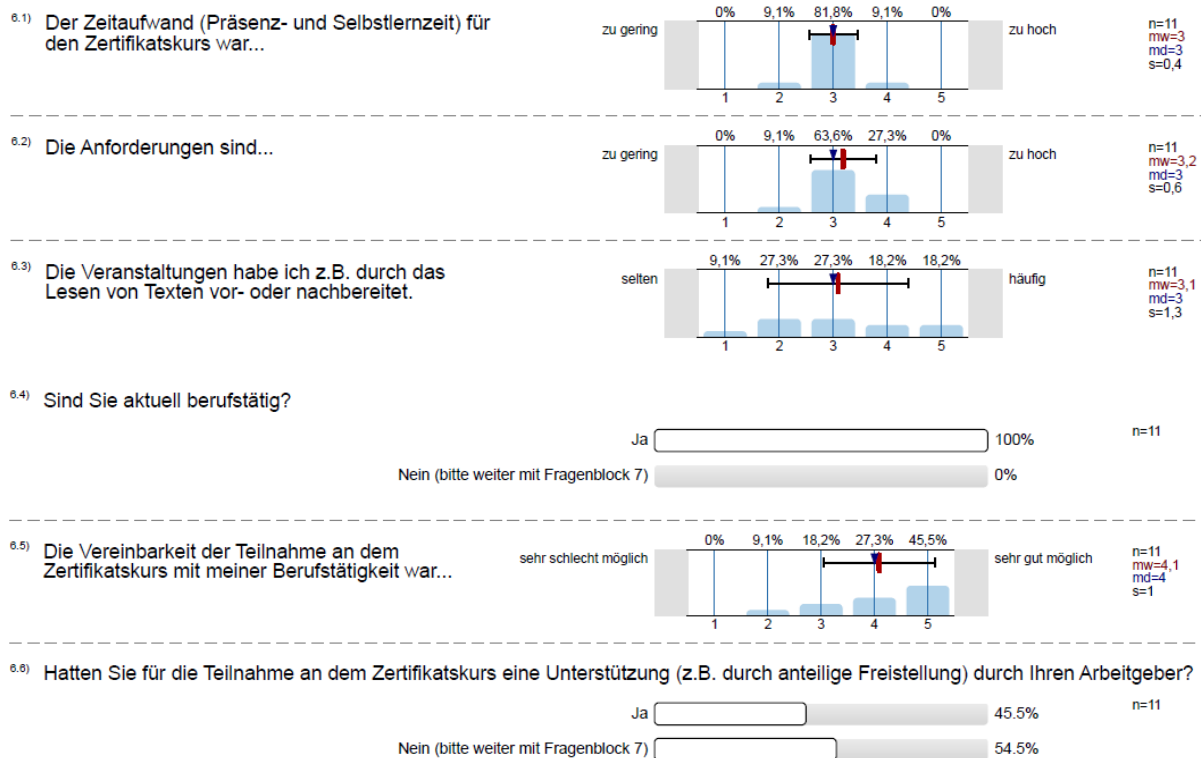 6.1) Der Zeitaufwand (Präsenz- und Selbstlernzeit) für
den Zertifikatskurs war...
zu gering
0% 9,1% 81,8% 9,1% 0%
1 2 3 4 5
zu hoch
n=11
mw=3
md=3
s=0,4
6.2) Die Anforderungen sind...
zu gering
0% 9,1% 63,6% 27,3% 0%
1 2 3 4 5
zu hoch
n=11
mw=3,2
md=3
s=0,6
6.3) Die Veranstaltungen habe ich z.B. durch das
Lesen von Texten vor- oder nachbereitet.
selten
9,1% 27,3% 27,3% 18,2% 18,2%
1 2 3 4 5
häufig
n=11
mw=3,1
md=3
s=1,3
6.4) Sind Sie aktuell berufstätig?
Ja 100% n=11
Nein (bitte weiter mit Fragenblock 7) 0%
6.5) Die Vereinbarkeit der Teilnahme an dem
Zertifikatskurs mit meiner Berufstätigkeit war...
sehr schlecht möglich
0% 9,1% 18,2% 27,3% 45,5%
1 2 3 4 5
sehr gut möglich
n=11
mw=4,1
md=4
s=1
6.6) Hatten Sie für die Teilnahme an dem Zertifikatskurs eine Unterstützung (z.B. durch anteilige Freistellung) durch Ihren Arbeitgeber?
Ja 45.5% n=11
Nein (bitte weiter mit Fragenblock 7) 54.5%